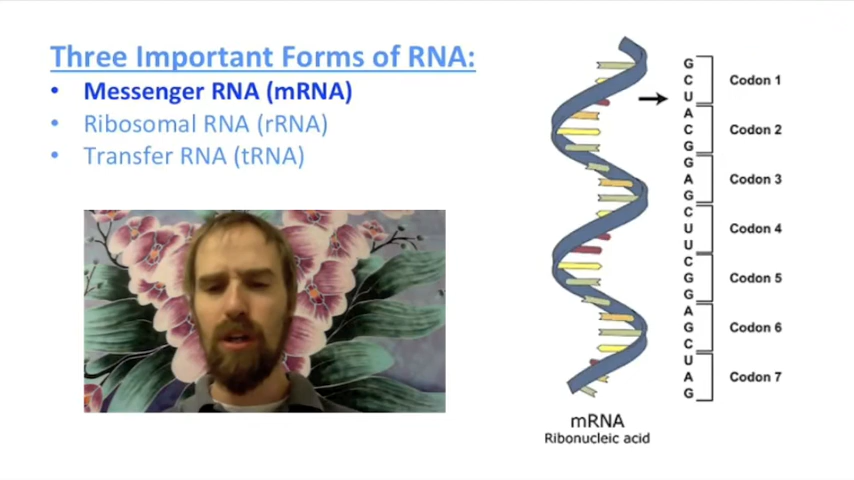 Three Important Forms of RNA:
• Messenger RNA (mRNA)
• Ribosomal RNA (rRNA)
• Transfer RNA (tRNA)
G
C
U
Codon 1
A
C
G
Codon 2
G
A
G
Codon 3
C
U
U
Codon 4
C
G
G
Codon 5
A
G
C
Codon 6
U
A
G
Codon 7
mRNA
Ribonucleic acid